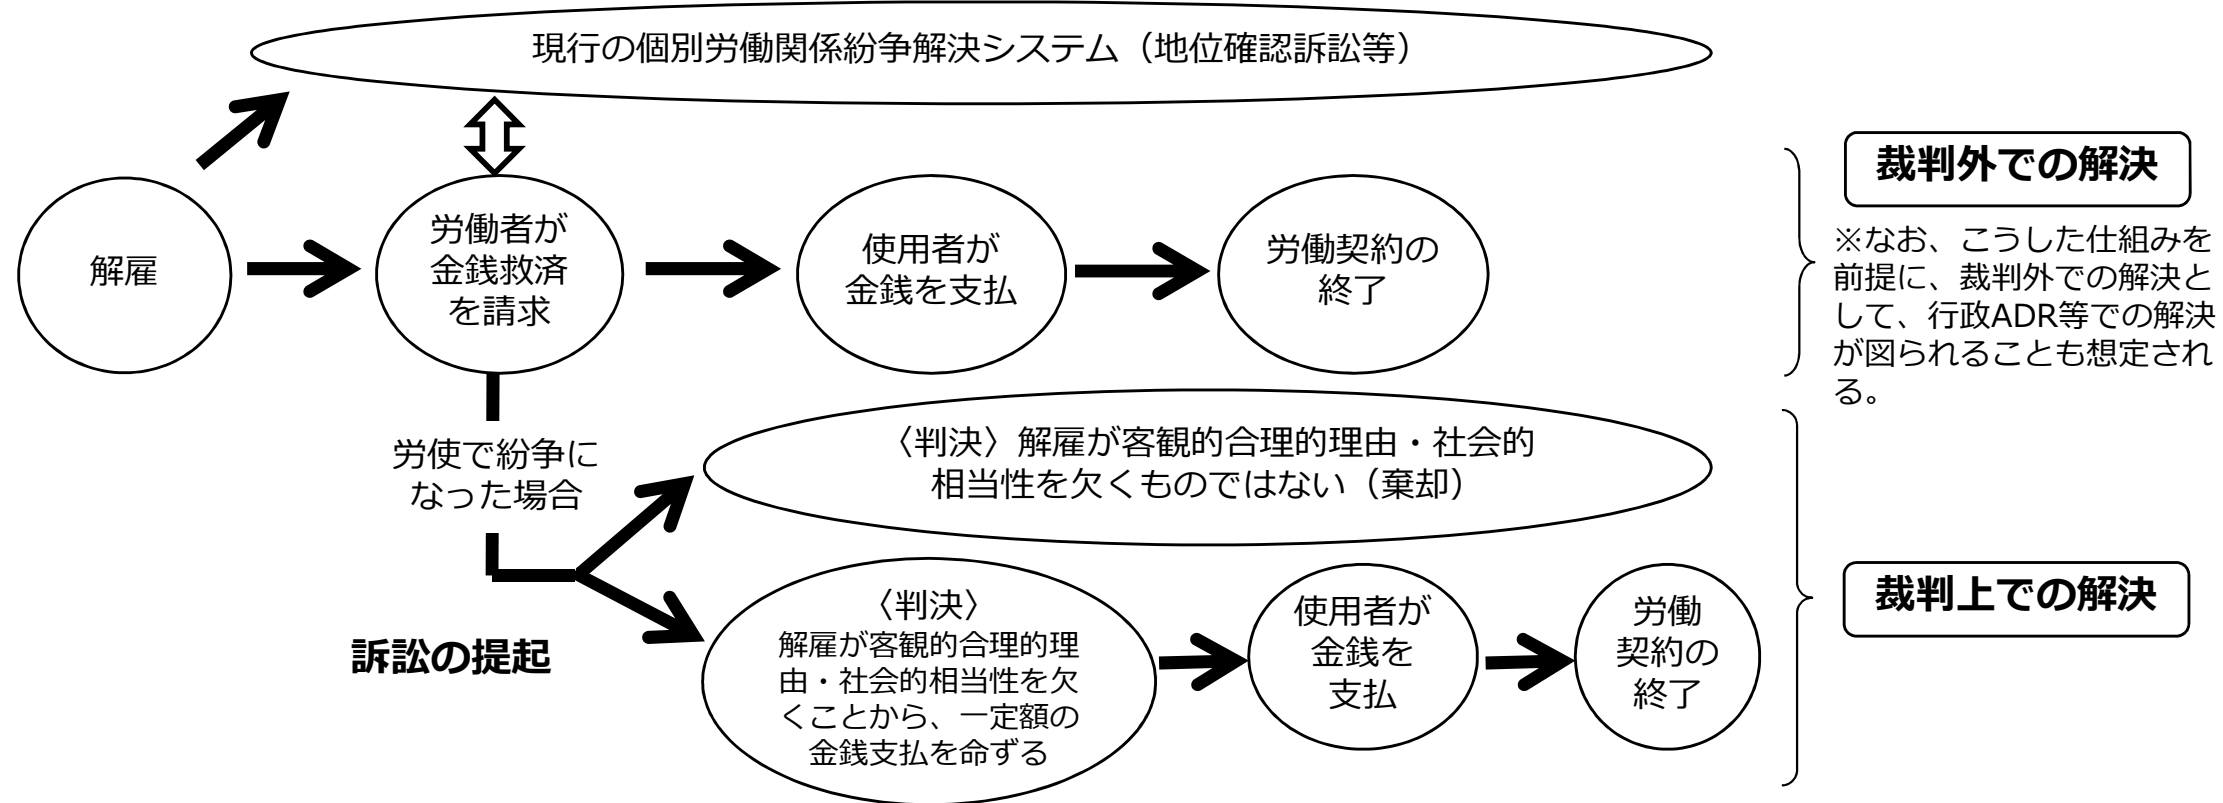 現行の個別労働関係紛争解決システム（地位確認訴訟等）
解雇
労働者が
金銭救済
を請求
使用者が
金銭を支払
労働契約の
終了
裁判外での解決
※なお、こうした仕組みを
前提に、裁判外での解決と
して、行政ADR等での解決
が図られることも想定され
る。
労使で紛争に
なった場合
訴訟の提起
〈判決〉解雇が客観的合理的理由・社会的
相当性を欠くものではない（棄却）
〈判決〉
解雇が客観的合理的理
由・社会的相当性を欠
くことから、一定額の
金銭支払を命ずる
使用者が
金銭を
支払
労働
契約の
終了
裁判上での解決